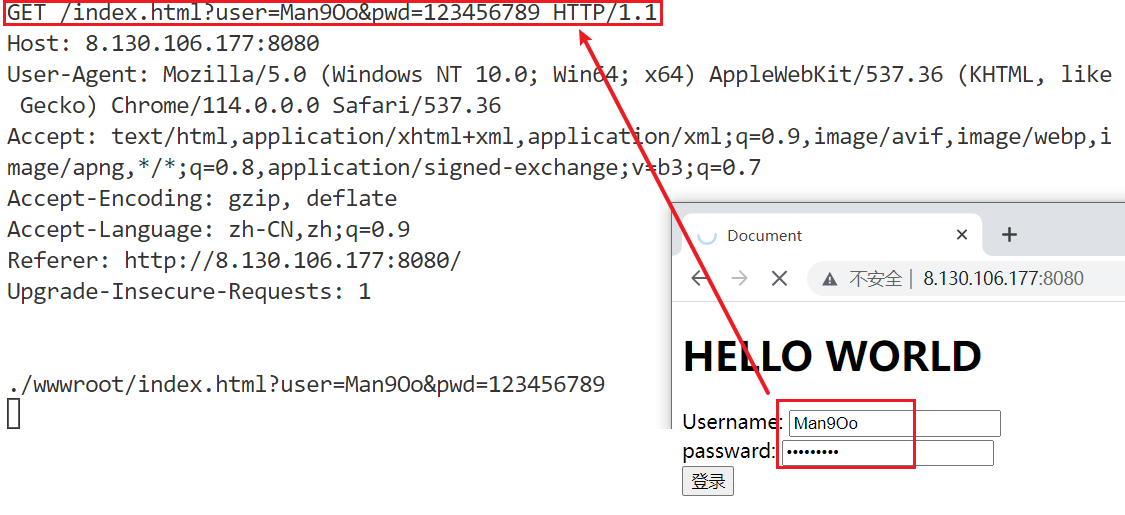 GET /index.html?user=Man9Oo&pwd=123456789 HTTP/1.1
Host: 8.130.106.177:8080
User-Agent: Mozilla/5.0 (Windows NT 10.0; Win64; x64) AppleWebKit/537.36 (KHTML, like
Gecko) Chrome/114.0.0.0 Safari/537.36
Accept: text/html,application/xhtml+xml,application/xml;q=0.9,image/avif,image/webp,i
mage/apng,*/*;q=0.8,application/signed-exchange;v=b3;q=0.7
Accept-Encoding: gzip, deflate
Accept-Language: zh-CN,zh;q=0.9
Referer: http://8.130.106.177:8080/
Upgrade-Insecure-Requests: 1
./wwwroot/index.html?user=Man9Oo&pwd=123456789
Document
不安全 | 8.130.106.177:8080
HELLO WORLD
Username: Man9Oo
passward: •••••••••
登录